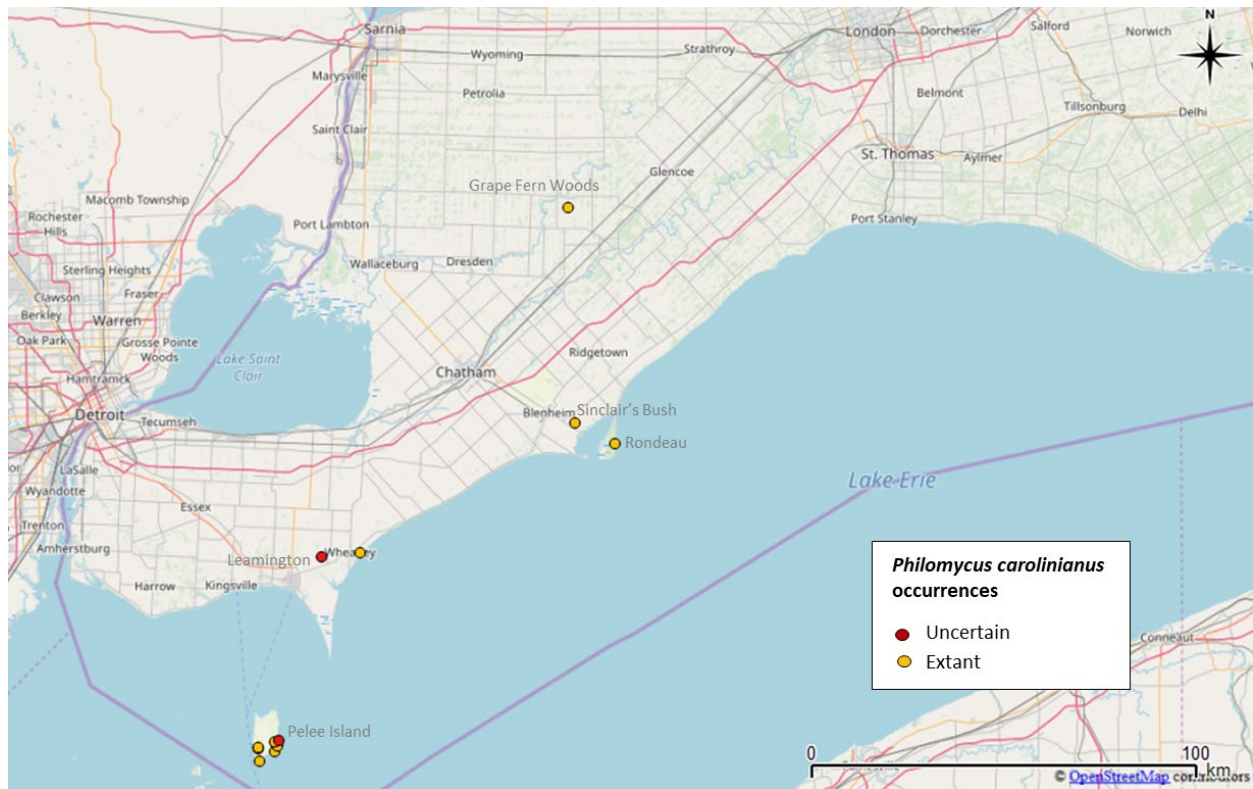 N
Sarnia
London
Dorchester
Salford
Norwich
Wyoming
Strathroy
Marysville
Petrolia
Belmont
Tillsonburg
Delhi
Saint Clair
St. Thomas
Aylmer
Glencoe
Grape Fern Woods
Macomb Township
Rochester
Hills
Port Lambton
Port Stanley
Sterling Heights
Wallaceburg
Dresden
Clawson
Fraser
Berkley
Warren
Oak Park
Grosse Pointe
Woods
Lake Saint
Clair
Ridgetown
Hamtramck
Chatham
Detroit
Tecumseh
Blenheim
Sinclair's Bush
Rondeau
LaSalle
Wyandotte
Lake Erie
Essex
Trenton
Amherstburg
Leamington
Wheatley
Harrow
Kingsville
Philomycus carolinianus
occurrences
Uncertain
Extant
Conneaut
Pelee Island
0
100
km
© OpenStreetMap contributors